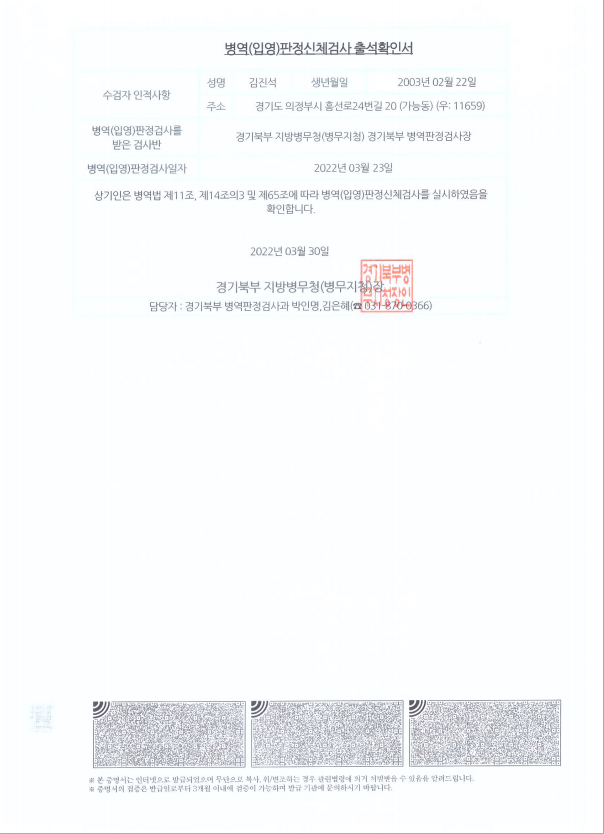 병역(입영)판정신체검사 출석확인서
수검자 인적사항
성명 김진석 생년월일 2003년 02월 22일
주소 경기도 의정부시 흥선로24번길 20 (가능동) (우: 11659)
병역(입영)판정검사를
받은 검사반
경기북부 지방병무청(병무지청) 경기북부 병역판정검사장
병역(입영)판정검사일자 2022년 03월 23일
상기인은 병역법 제11조, 제14조의3 및 제65조에 따라 병역(입영)판정신체검사를 실시하였음을
확인합니다.
2022년 03월 30일
경기북부 지방병무청(병무지청)장
경기북부병
무지청장인
담당자 : 경기북부 병역판정검사과 박인명,김은혜(☎ 031-870-0366)
※ 본 증명서는 인터넷으로 발급되었으며 무단으로 복사, 위/변조하는 경우 관련법령에 의거 처벌받을 수 있음을 알려드립니다.
※ 증명서의 검증은 발급일로부터 3개월 이내에 검증이 가능하며 발급 기관에 문의하시기 바랍니다.